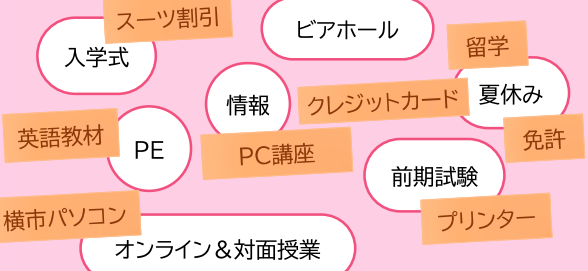 スーツ割引
ビアホール
入学式
留学
夏休み
情報
クレジットカード
英語教材
PE
PC講座
免許
前期試験
横市パソコン
プリンター
オンライン＆対面授業